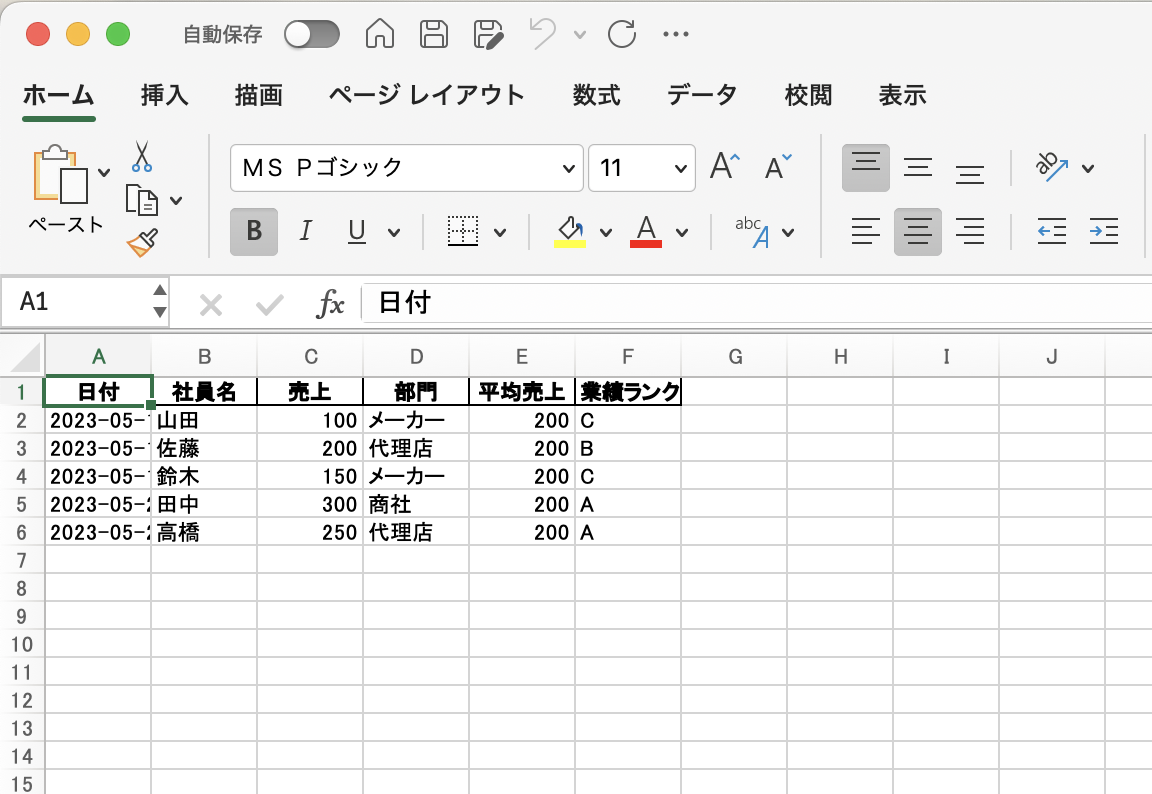 自動保存
ホーム 挿入 描画 ページ レイアウト 数式 データ 校閲 表示
ペースト
ＭＳ Ｐゴシック 11 A A
B I U A abc A
A1 fx 日付
A B C D E F G H I J
1 日付 社員名 売上 部門 平均売上 業績ランク
2 2023-05- 山田 100 メーカー 200 C
3 2023-05- 佐藤 200 代理店 200 B
4 2023-05- 鈴木 150 メーカー 200 C
5 2023-05- 田中 300 商社 200 A
6 2023-05- 高橋 250 代理店 200 A
7
8
9
10
11
12
13
14
15